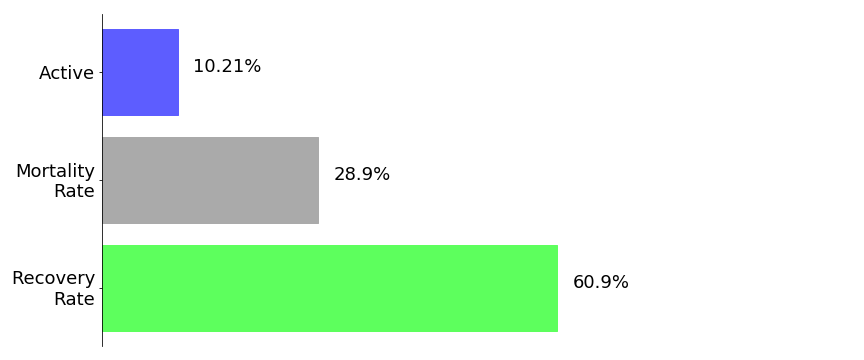 Active
10.21%
Mortality
Rate
28.9%
Recovery
Rate
60.9%